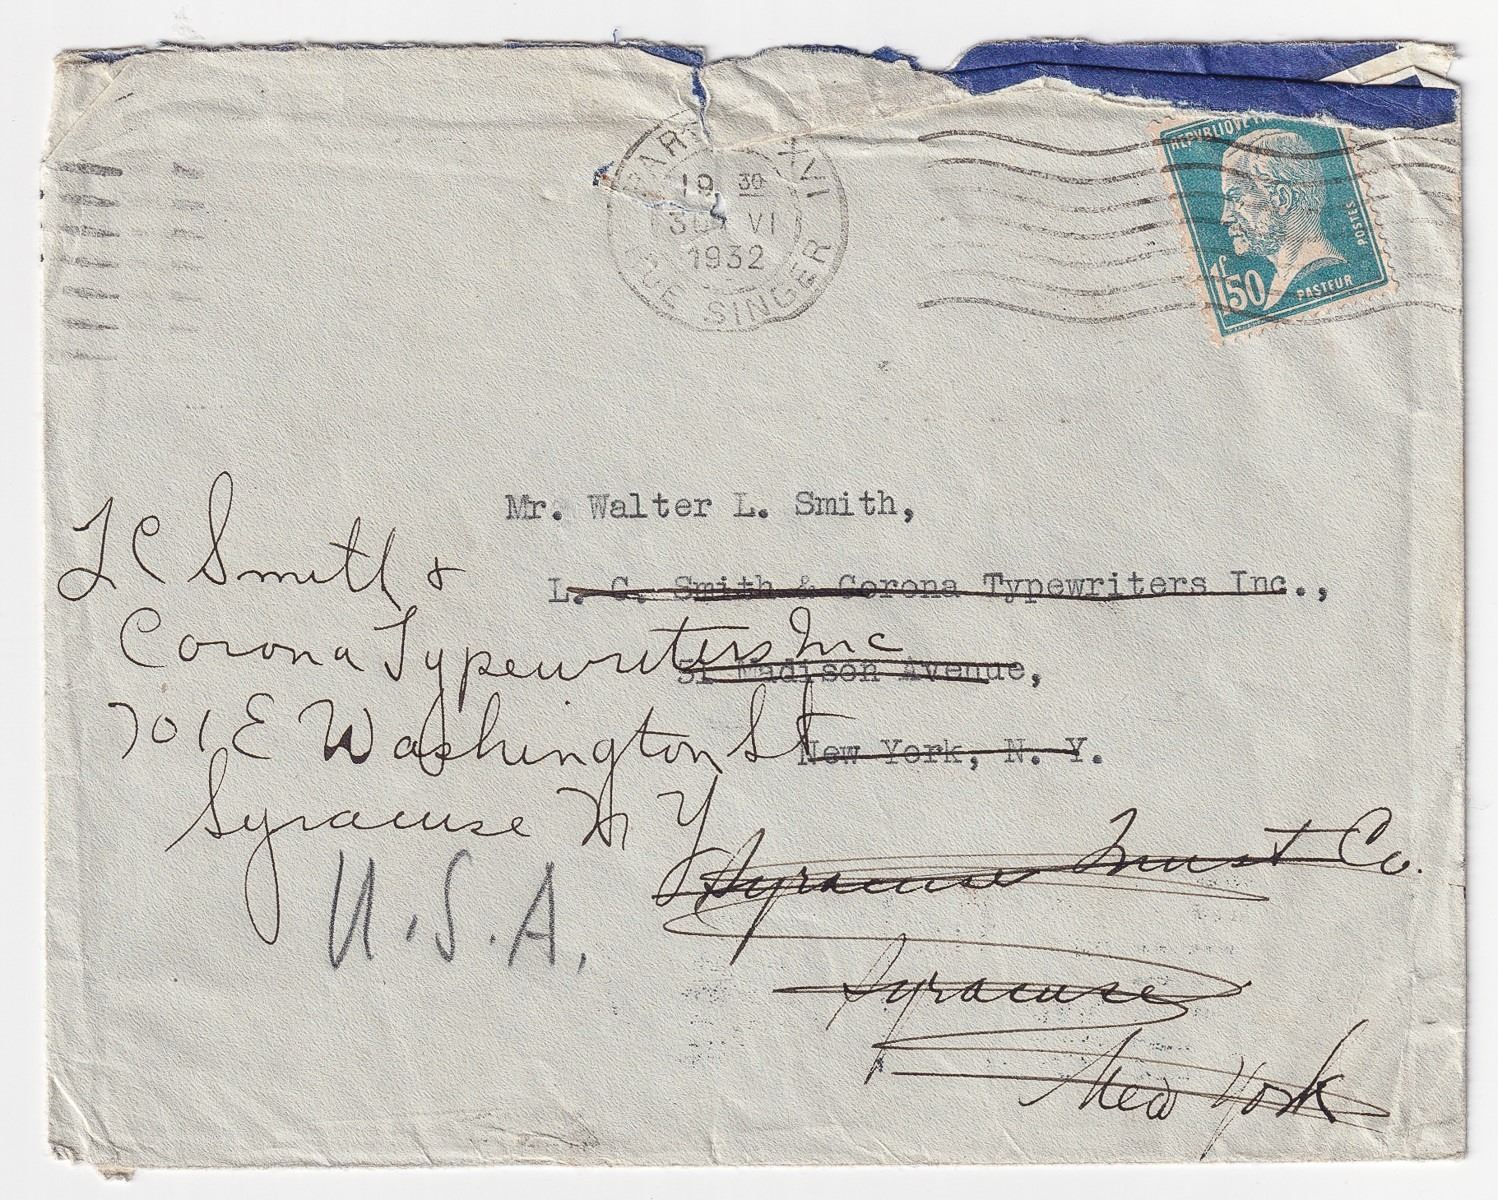 PARIS XVI
19 30
30 VI
1932
RUE SINGER
REPUBLIQUE
POSTES
1F50
PASTEUR
Mr. Walter L. Smith,
L. C. Smith & Corona Typewriters Inc.,
51 Madison Avenue,
New York, N. Y.
LC Smith &
Corona Typewriters Inc
701 E Washington St
Syracuse N Y
U.S.A.
Syracuse Trust Co.
Syracuse
New York